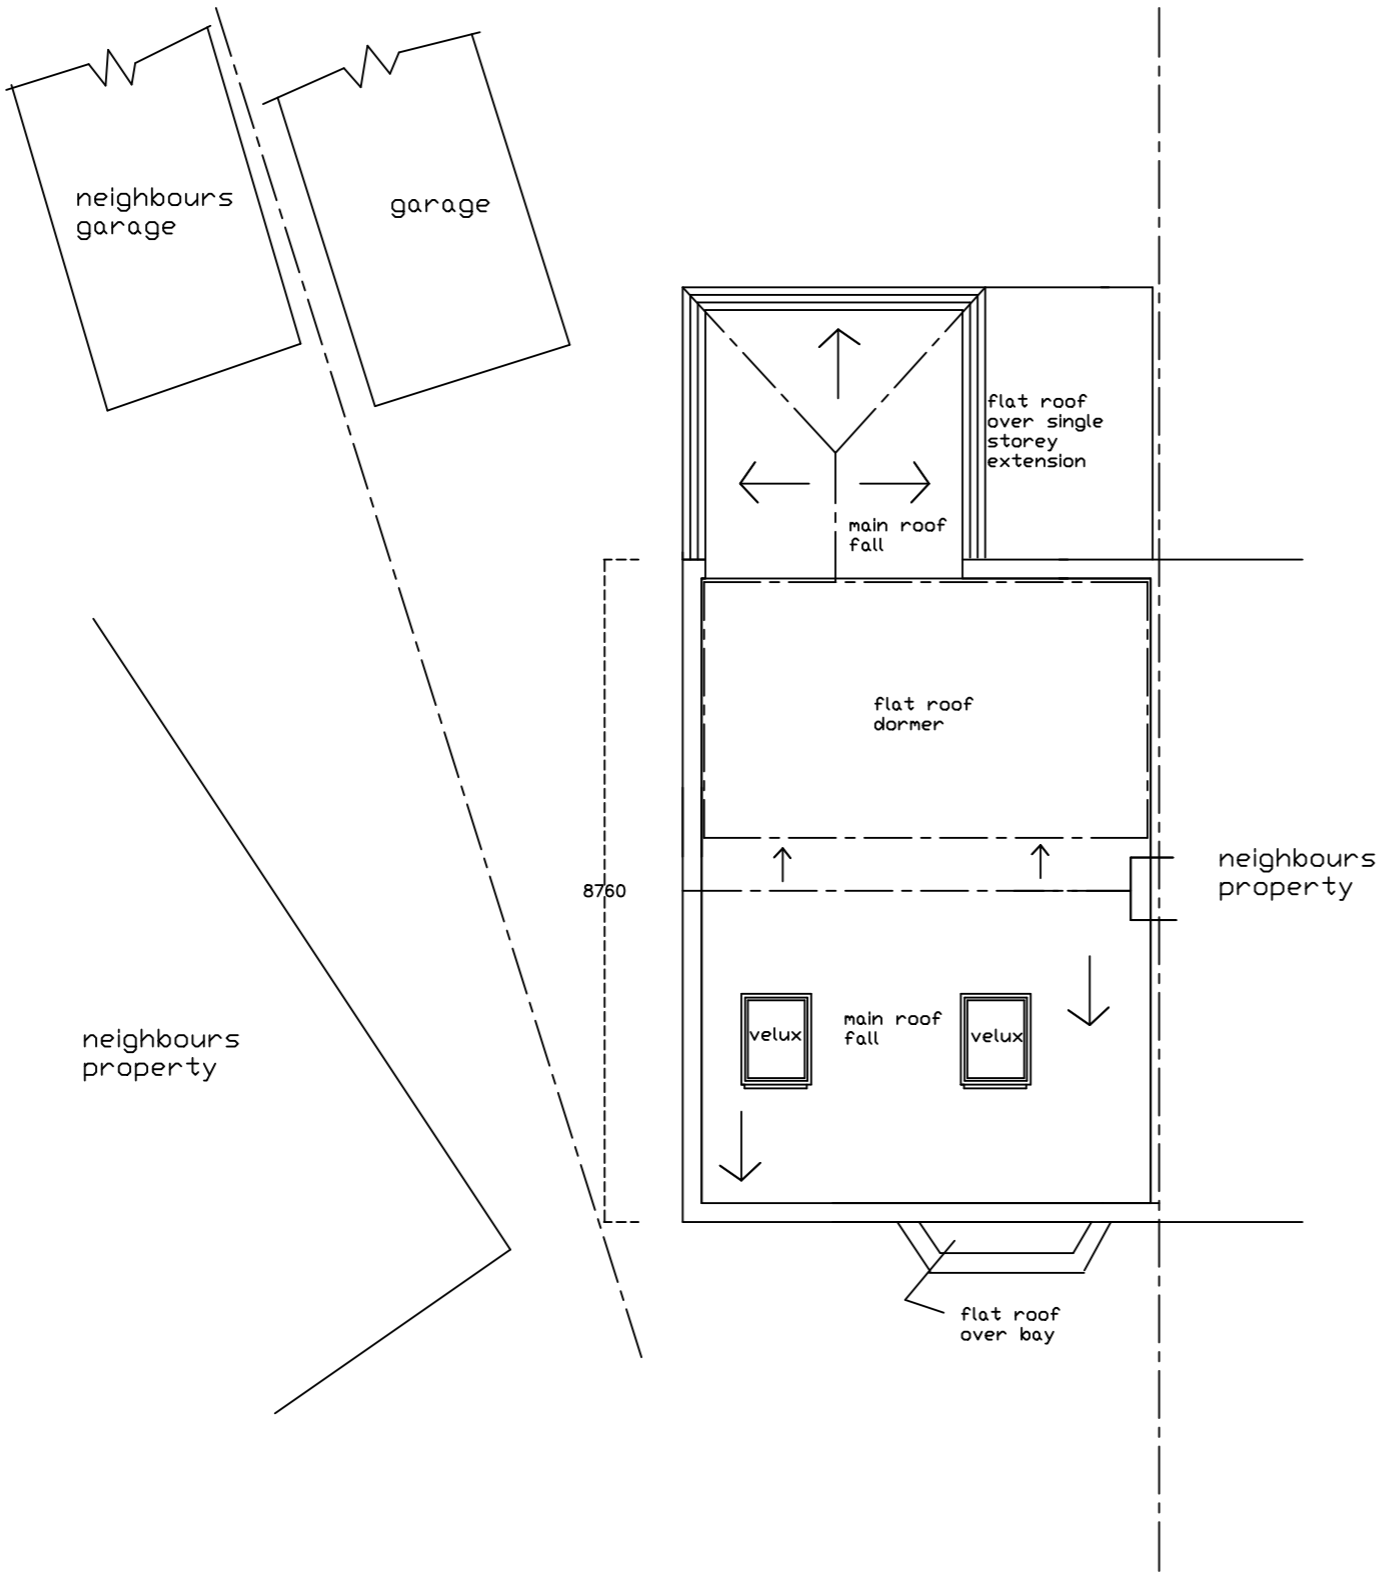 neighbours
garage
garage
flat roof
over single
storey
extension
main roof
fall
flat roof
dormer
8760
neighbours
property
neighbours
property
velux
main roof
fall
velux
flat roof
over bay